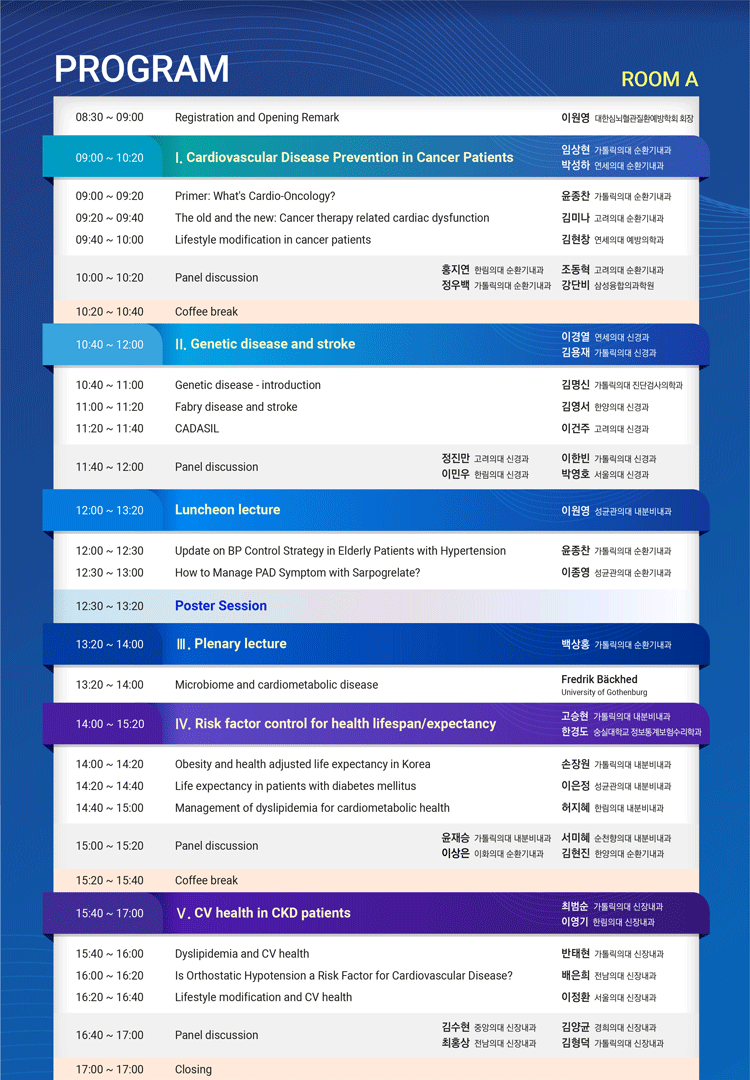 PROGRAM
ROOM A
08:30 ~ 09:00 Registration and Opening Remark 이원영 대한심뇌혈관질환예방학회 회장
09:00 ~ 10:20 Ⅰ. Cardiovascular Disease Prevention in Cancer Patients 임상현 가톨릭의대 순환기내과
박성하 연세의대 순환기내과
09:00 ~ 09:20 Primer: What's Cardio-Oncology? 윤종찬 가톨릭의대 순환기내과
09:20 ~ 09:40 The old and the new: Cancer therapy related cardiac dysfunction 김미나 고려의대 순환기내과
09:40 ~ 10:00 Lifestyle modification in cancer patients 김현창 연세의대 예방의학과
10:00 ~ 10:20 Panel discussion 홍지연 한림의대 순환기내과 조동혁 고려의대 순환기내과
정우백 가톨릭의대 순환기내과 강단비 삼성융합의과학원
10:20 ~ 10:40 Coffee break
10:40 ~ 12:00 Ⅱ. Genetic disease and stroke 이경열 연세의대 신경과
김용재 가톨릭의대 신경과
10:40 ~ 11:00 Genetic disease - introduction 김명신 가톨릭의대 진단검사의학과
11:00 ~ 11:20 Fabry disease and stroke 김영서 한양의대 신경과
11:20 ~ 11:40 CADASIL 이건주 고려의대 신경과
11:40 ~ 12:00 Panel discussion 정진만 고려의대 신경과 이한빈 가톨릭의대 신경과
이민우 한림의대 신경과 박영호 서울의대 신경과
12:00 ~ 13:20 Luncheon lecture 이원영 성균관의대 내분비내과
12:00 ~ 12:30 Update on BP Control Strategy in Elderly Patients with Hypertension 윤종찬 가톨릭의대 순환기내과
12:30 ~ 13:00 How to Manage PAD Symptom with Sarpogrelate? 이종영 성균관의대 순환기내과
12:30 ~ 13:20 Poster Session
13:20 ~ 14:00 Ⅲ. Plenary lecture 백상홍 가톨릭의대 순환기내과
13:20 ~ 14:00 Microbiome and cardiometabolic disease Fredrik Bäckhed
University of Gothenburg
14:00 ~ 15:20 Ⅳ. Risk factor control for health lifespan/expectancy 고승현 가톨릭의대 내분비내과
한경도 숭실대학교 정보통계보험수리학과
14:00 ~ 14:20 Obesity and health adjusted life expectancy in Korea 손장원 가톨릭의대 내분비내과
14:20 ~ 14:40 Life expectancy in patients with diabetes mellitus 이은정 성균관의대 내분비내과
14:40 ~ 15:00 Management of dyslipidemia for cardiometabolic health 허지혜 한림의대 내분비내과
15:00 ~ 15:20 Panel discussion 윤재승 가톨릭의대 내분비내과 서미혜 순천향의대 내분비내과
이상은 이화의대 순환기내과 김현진 한양의대 순환기내과
15:20 ~ 15:40 Coffee break
15:40 ~ 17:00 Ⅴ. CV health in CKD patients 최범순 가톨릭의대 신장내과
이영기 한림의대 신장내과
15:40 ~ 16:00 Dyslipidemia and CV health 반태현 가톨릭의대 신장내과
16:00 ~ 16:20 Is Orthostatic Hypotension a Risk Factor for Cardiovascular Disease? 배은희 전남의대 신장내과
16:20 ~ 16:40 Lifestyle modification and CV health 이정환 서울의대 신장내과
16:40 ~ 17:00 Panel discussion 김수현 중앙의대 신장내과 김양균 경희의대 신장내과
최홍상 전남의대 신장내과 김형덕 가톨릭의대 신장내과
17:00 ~ 17:00 Closing